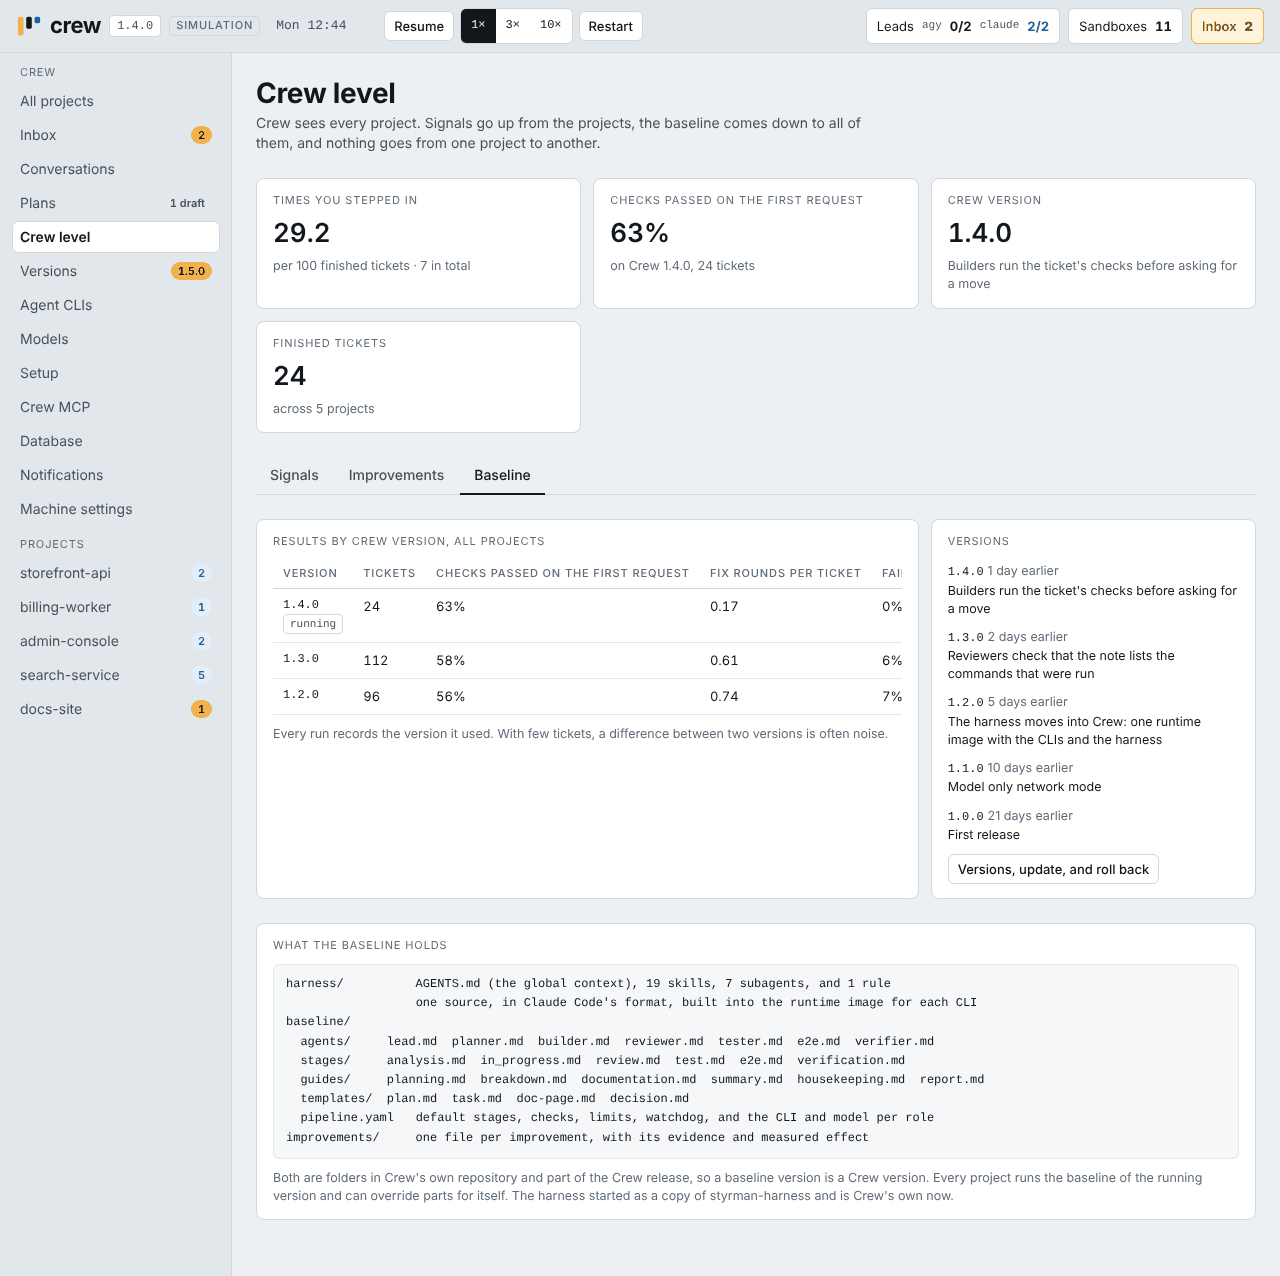 crew 1.4.0 SIMULATION Mon 12:44 Resume 1× 3× 10× Restart Leads agy 0/2 claude 2/2 Sandboxes 11 Inbox 2
CREW
All projects
Inbox 2
Conversations
Plans 1 draft
Crew level
Versions 1.5.0
Agent CLIs
Models
Setup
Crew MCP
Database
Notifications
Machine settings
PROJECTS
storefront-api 2
billing-worker 1
admin-console 2
search-service 5
docs-site 1
Crew level
Crew sees every project. Signals go up from the projects, the baseline comes down to all of
them, and nothing goes from one project to another.
TIMES YOU STEPPED IN
29.2
per 100 finished tickets · 7 in total
CHECKS PASSED ON THE FIRST REQUEST
63%
on Crew 1.4.0, 24 tickets
CREW VERSION
1.4.0
Builders run the ticket's checks before asking for
a move
FINISHED TICKETS
24
across 5 projects
Signals Improvements Baseline
RESULTS BY CREW VERSION, ALL PROJECTS
VERSION TICKETS CHECKS PASSED ON THE FIRST REQUEST FIX ROUNDS PER TICKET
1.4.0 24 63% 0.17 0%
running
1.3.0 112 58% 0.61 6%
1.2.0 96 56% 0.74 7%
Every run records the version it used. With few tickets, a difference between two versions is often noise.
VERSIONS
1.4.0 1 day earlier
Builders run the ticket's checks before asking for
a move
1.3.0 2 days earlier
Reviewers check that the note lists the
commands that were run
1.2.0 5 days earlier
The harness moves into Crew: one runtime
image with the CLIs and the harness
1.1.0 10 days earlier
Model only network mode
1.0.0 21 days earlier
First release
Versions, update, and roll back
WHAT THE BASELINE HOLDS
harness/ AGENTS.md (the global context), 19 skills, 7 subagents, and 1 rule
one source, in Claude Code's format, built into the runtime image for each CLI
baseline/
agents/ lead.md planner.md builder.md reviewer.md tester.md e2e.md verifier.md
stages/ analysis.md in_progress.md review.md test.md e2e.md verification.md
guides/ planning.md breakdown.md documentation.md summary.md housekeeping.md report.md
templates/ plan.md task.md doc-page.md decision.md
pipeline.yaml default stages, checks, limits, watchdog, and the CLI and model per role
improvements/ one file per improvement, with its evidence and measured effect
Both are folders in Crew's own repository and part of the Crew release, so a baseline version is a Crew version. Every project runs the baseline of the running
version and can override parts for itself. The harness started as a copy of styrman-harness and is Crew's own now.